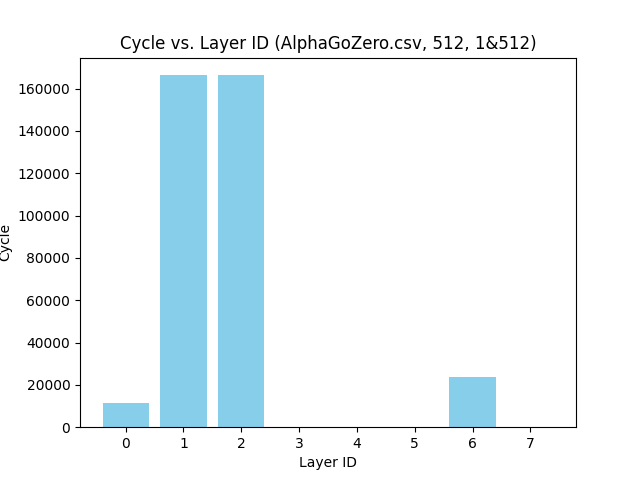 Cycle vs. Layer ID (AlphaGoZero.csv, 512, 1&512)
160000
140000
120000
100000
80000
60000
40000
20000
0
Cycle
0 1 2 3 4 5 6 7
Layer ID